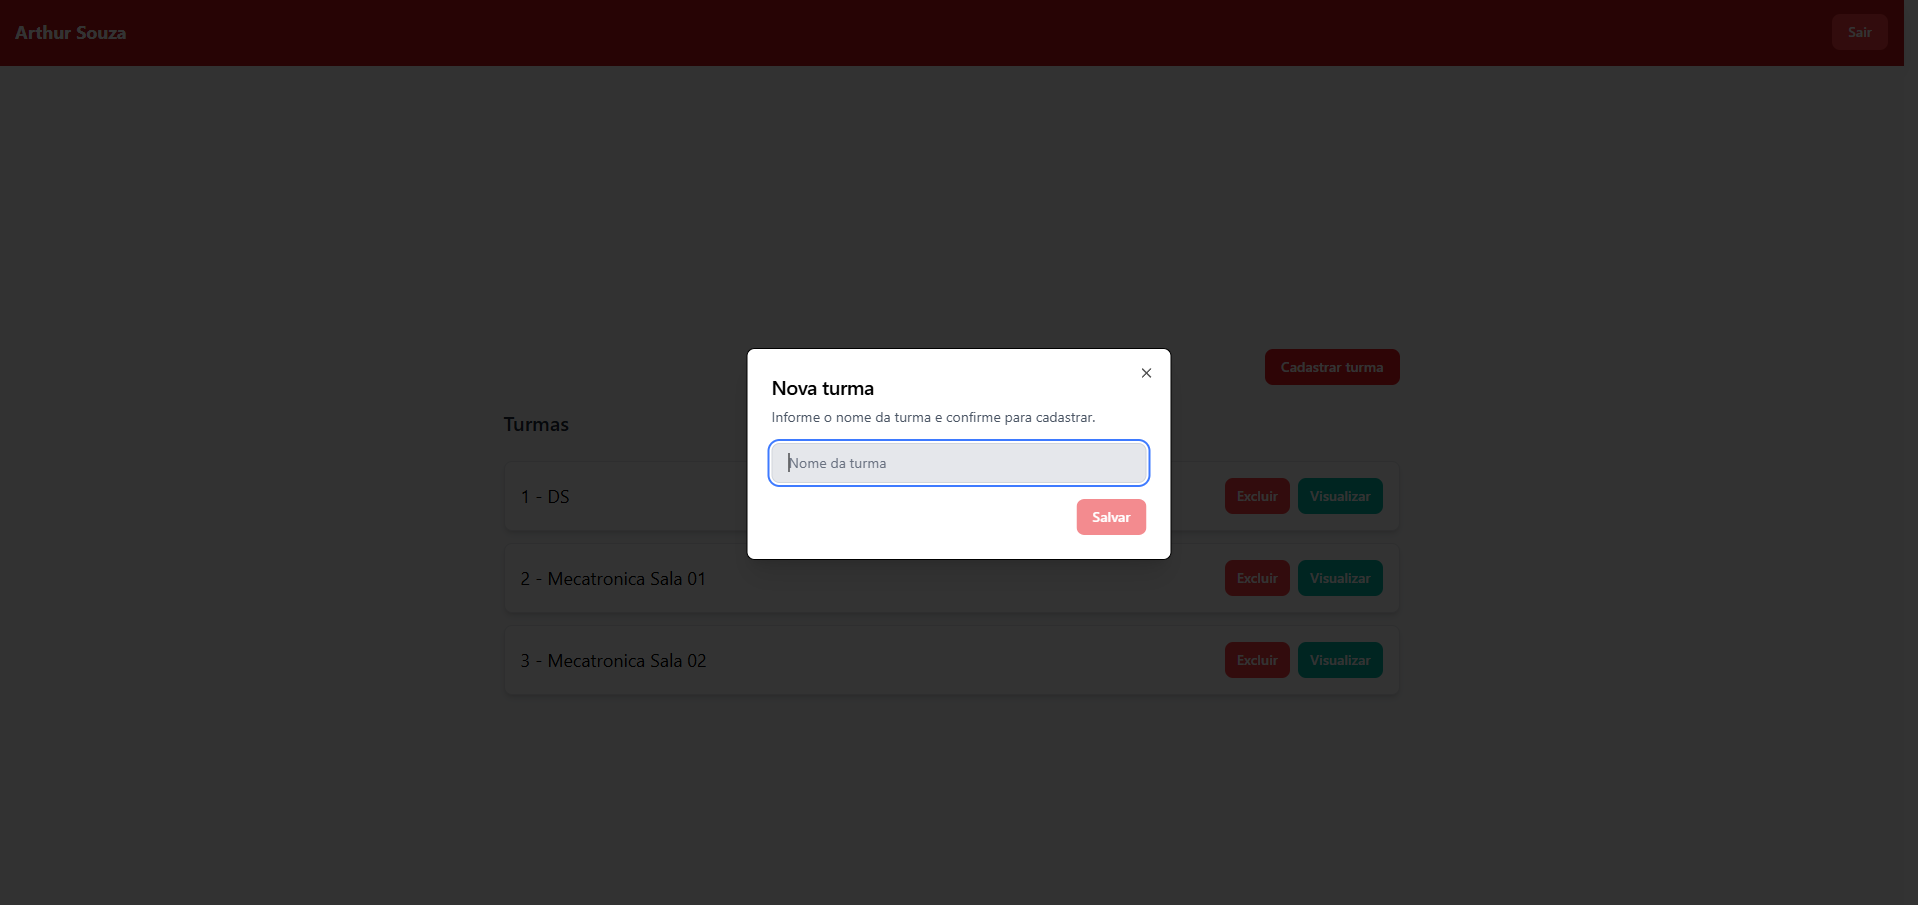 Arthur Souza
Sair
Cadastrar turma
Nova turma
Informe o nome da turma e confirme para cadastrar.
Nome da turma
Salvar
Turmas
1 - DS
Excluir
Visualizar
2 - Mecatronica Sala 01
Excluir
Visualizar
3 - Mecatronica Sala 02
Excluir
Visualizar